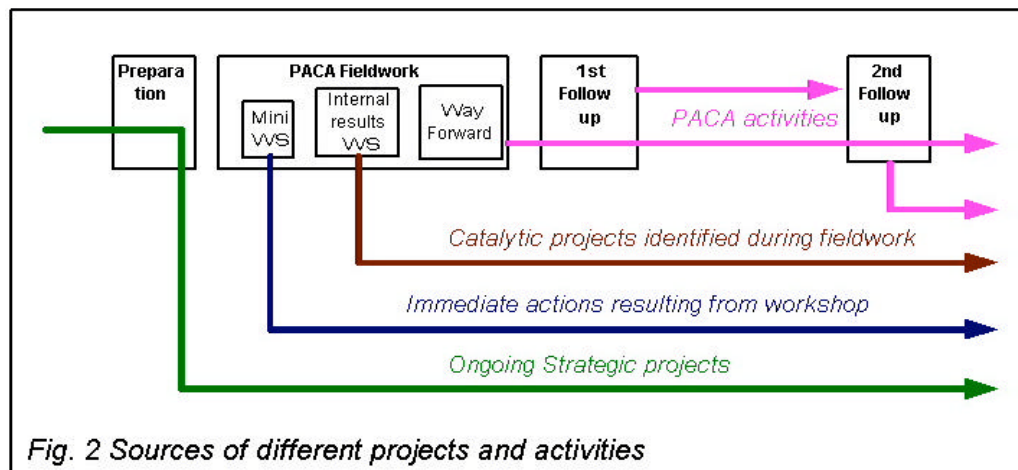 Prepara
tion
PACA Fieldwork
Mini
WS
Internal
results
WS
Way
Forward
1st
Follow
up
2nd
Follow
up
PACA activities
Catalytic projects identified during fieldwork
Immediate actions resulting from workshop
Ongoing Strategic projects
Fig. 2 Sources of different projects and activities